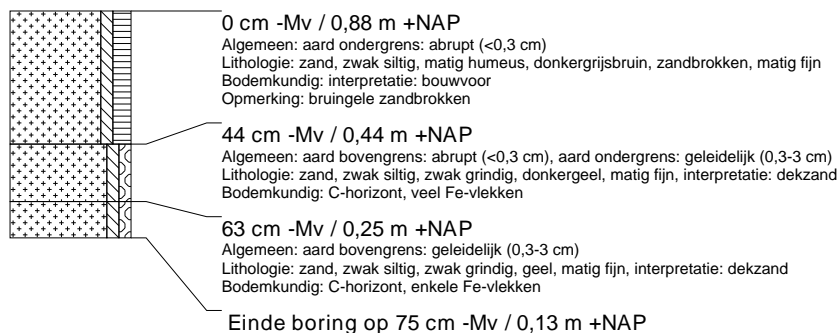 0 cm -Mv / 0,88 m +NAP
Algemeen: aard ondergrens: abrupt (<0,3 cm)
Lithologie: zand, zwak siltig, matig humeus, donkergrijsbruin, zandbrokken, matig fijn
Bodemkundig: interpretatie: bouwvoor
Opmerking: bruingele zandbrokken
44 cm -Mv / 0,44 m +NAP
Algemeen: aard bovengrens: abrupt (<0,3 cm), aard ondergrens: geleidelijk (0,3-3 cm)
Lithologie: zand, zwak siltig, zwak grindig, donkergeel, matig fijn, interpretatie: dekzand
Bodemkundig: C-horizont, veel Fe-vlekken
63 cm -Mv / 0,25 m +NAP
Algemeen: aard bovengrens: geleidelijk (0,3-3 cm)
Lithologie: zand, zwak siltig, zwak grindig, geel, matig fijn, interpretatie: dekzand
Bodemkundig: C-horizont, enkele Fe-vlekken
Einde boring op 75 cm -Mv / 0,13 m +NAP